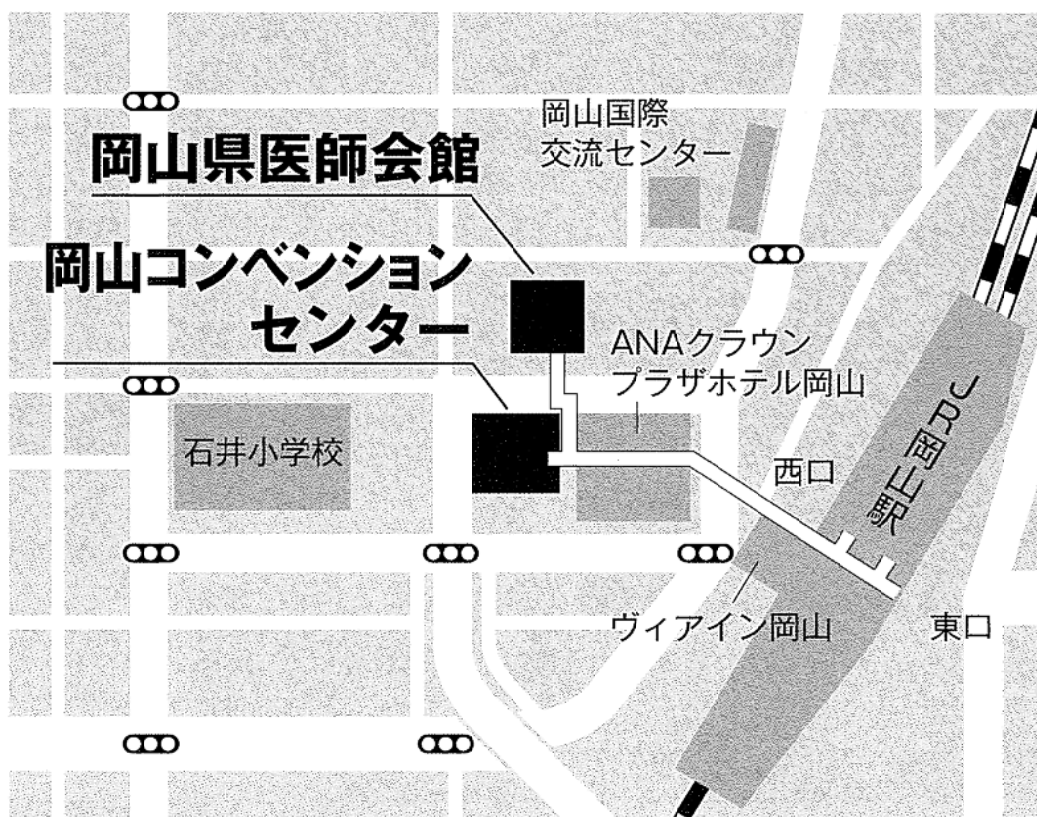 岡山国際
交流センター
岡山県医師会館
岡山コンベンション
センター
ANAクラウン
プラザホテル岡山
石井小学校
西口
JR岡山駅
ヴィアイン岡山
東口